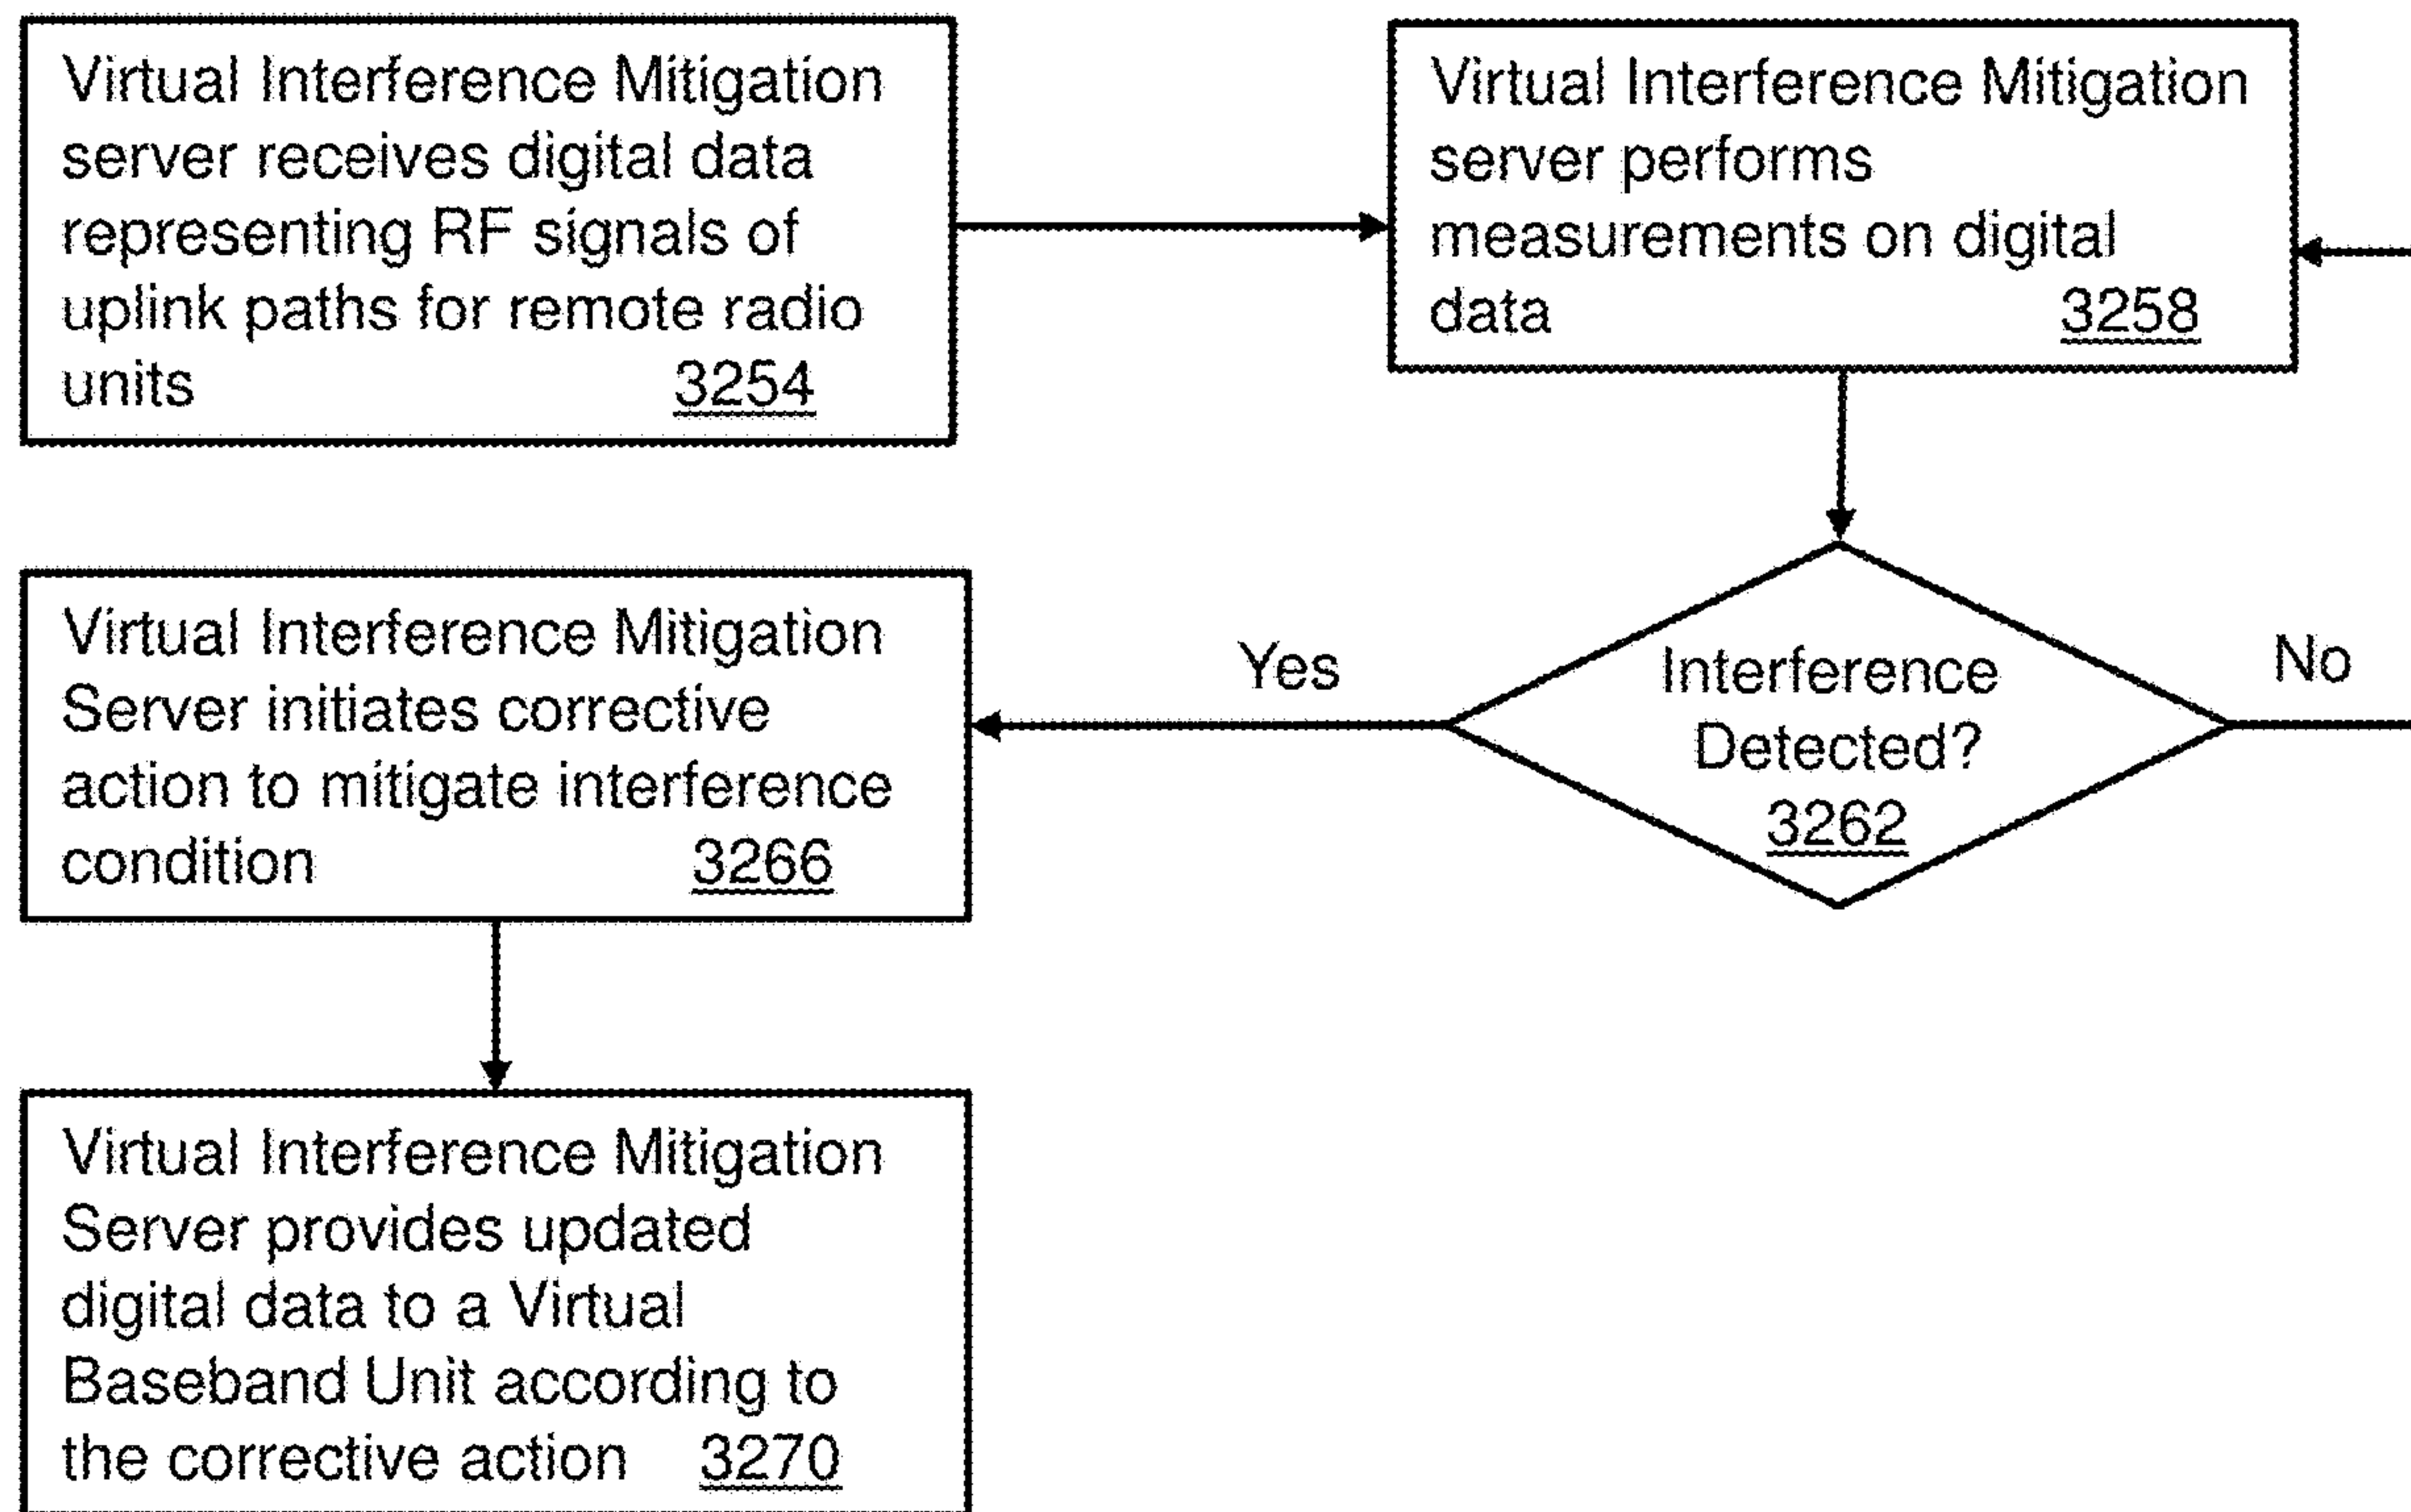 Virtual Interference Mitigation
server receives digital data
representing RF signals of
uplink paths for remote radio
units 3254
Virtual Interference Mitigation
server performs
measurements on digital
data 3258
Interference
Detected?
3262
Yes
No
Virtual Interference Mitigation
Server initiates corrective
action to mitigate interference
condition 3266
Virtual Interference Mitigation
Server provides updated
digital data to a Virtual
Baseband Unit according to
the corrective action 3270